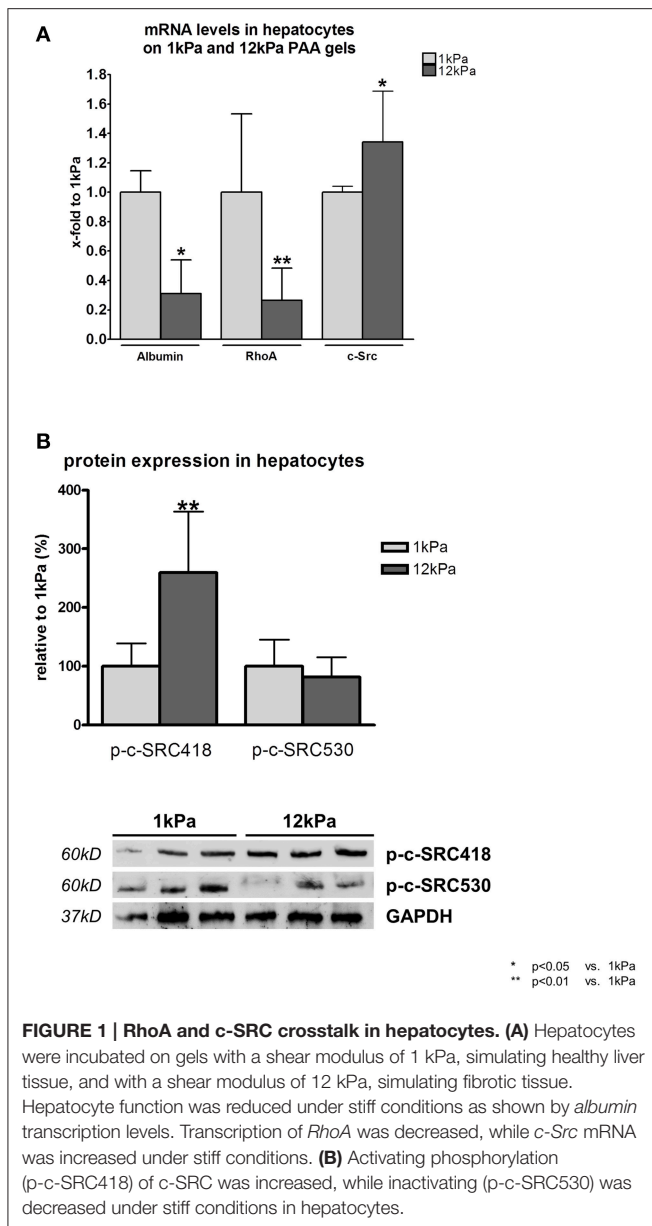 A
mRNA levels in hepatocytes
on 1kPa and 12kPa PAA gels
1kPa
12kPa
x-fold to 1kPa
1.8
1.6
1.4
1.2
1.0
0.8
0.6
0.4
0.2
0.0
*
**
*
Albumin RhoA c-Src
B
protein expression in hepatocytes
1kPa
12kPa
relative to 1kPa (%)
400
300
200
100
0
**
p-c-SRC418 p-c-SRC530
1kPa 12kPa
60kD p-c-SRC418
60kD p-c-SRC530
37kD GAPDH
* p<0.05 vs. 1kPa
** p<0.01 vs. 1kPa
FIGURE 1 | RhoA and c-SRC crosstalk in hepatocytes. (A) Hepatocytes
were incubated on gels with a shear modulus of 1 kPa, simulating healthy liver
tissue, and with a shear modulus of 12 kPa, simulating fibrotic tissue.
Hepatocyte function was reduced under stiff conditions as shown by albumin
transcription levels. Transcription of RhoA was decreased, while c-Src mRNA
was increased under stiff conditions. (B) Activating phosphorylation
(p-c-SRC418) of c-SRC was increased, while inactivating (p-c-SRC530) was
decreased under stiff conditions in hepatocytes.